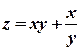 z = xy + x/y